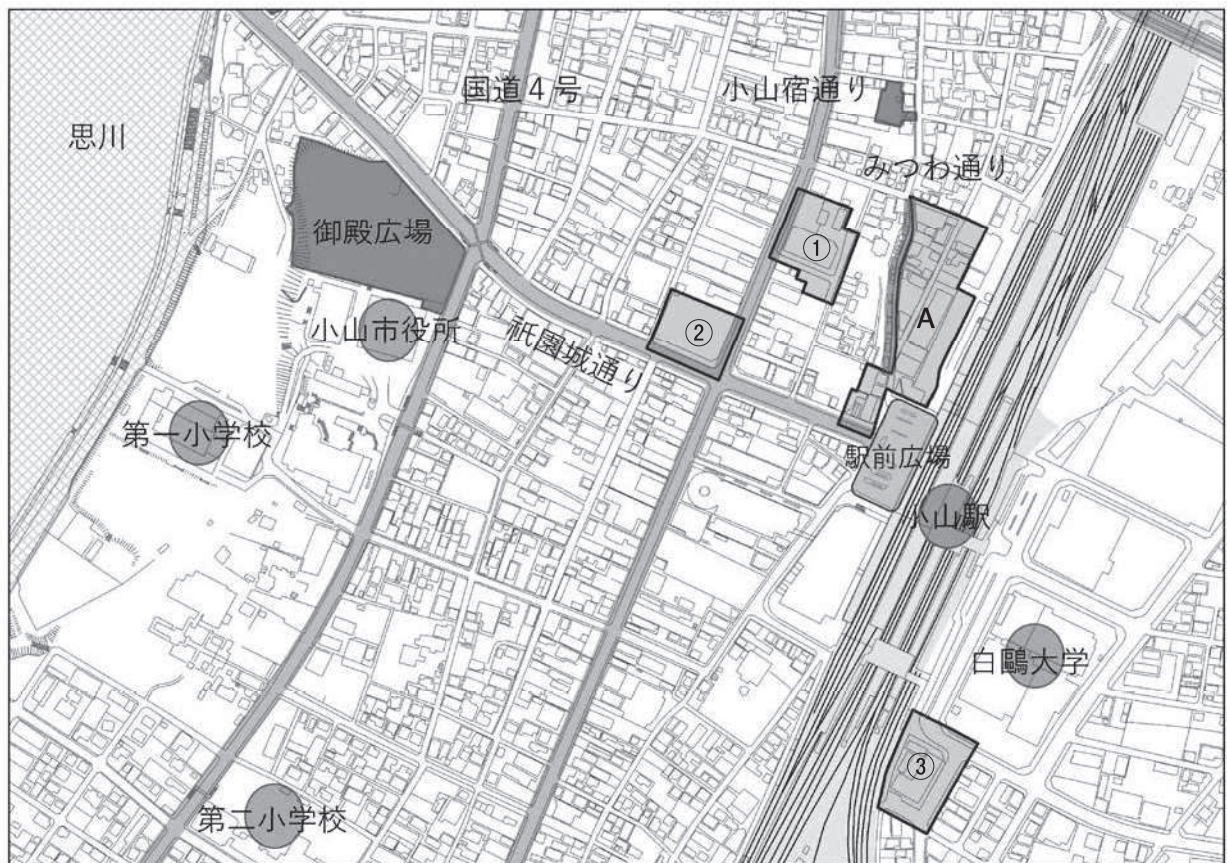 国道4号
小山宿通り
思川
みつわ通り
御殿広場
①
小山市役所
②
祇園城通り
A
第一小学校
駅前広場
小山駅
白鷗大学
③
第二小学校